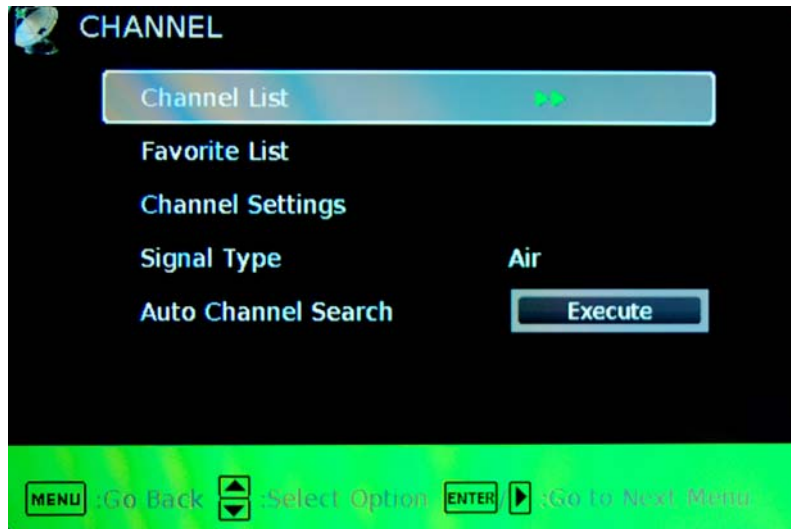 CHANNEL
Channel List
Favorite List
Channel Settings
Signal Type Air
Auto Channel Search Execute
MENU :Go Back :Select Option ENTER/ :Go to Next Menu